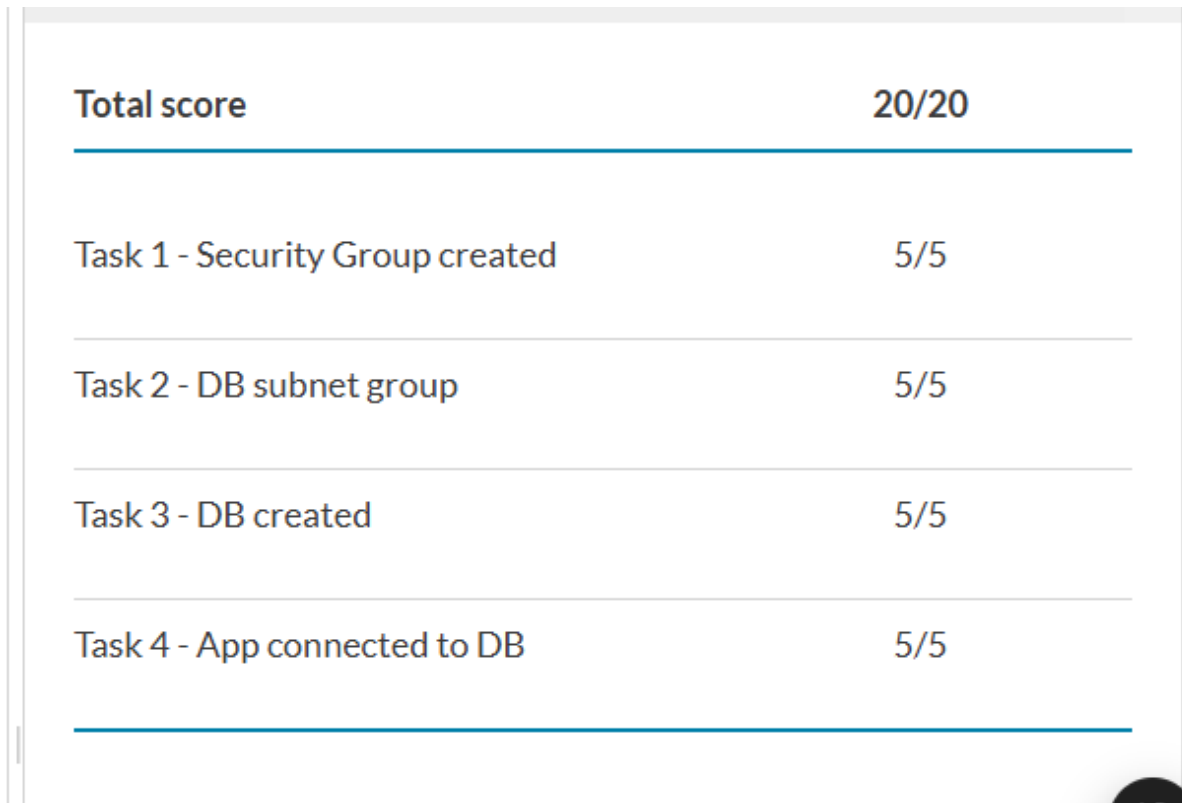 Total score 20/20
Task 1 - Security Group created 5/5
Task 2 - DB subnet group 5/5
Task 3 - DB created 5/5
Task 4 - App connected to DB 5/5